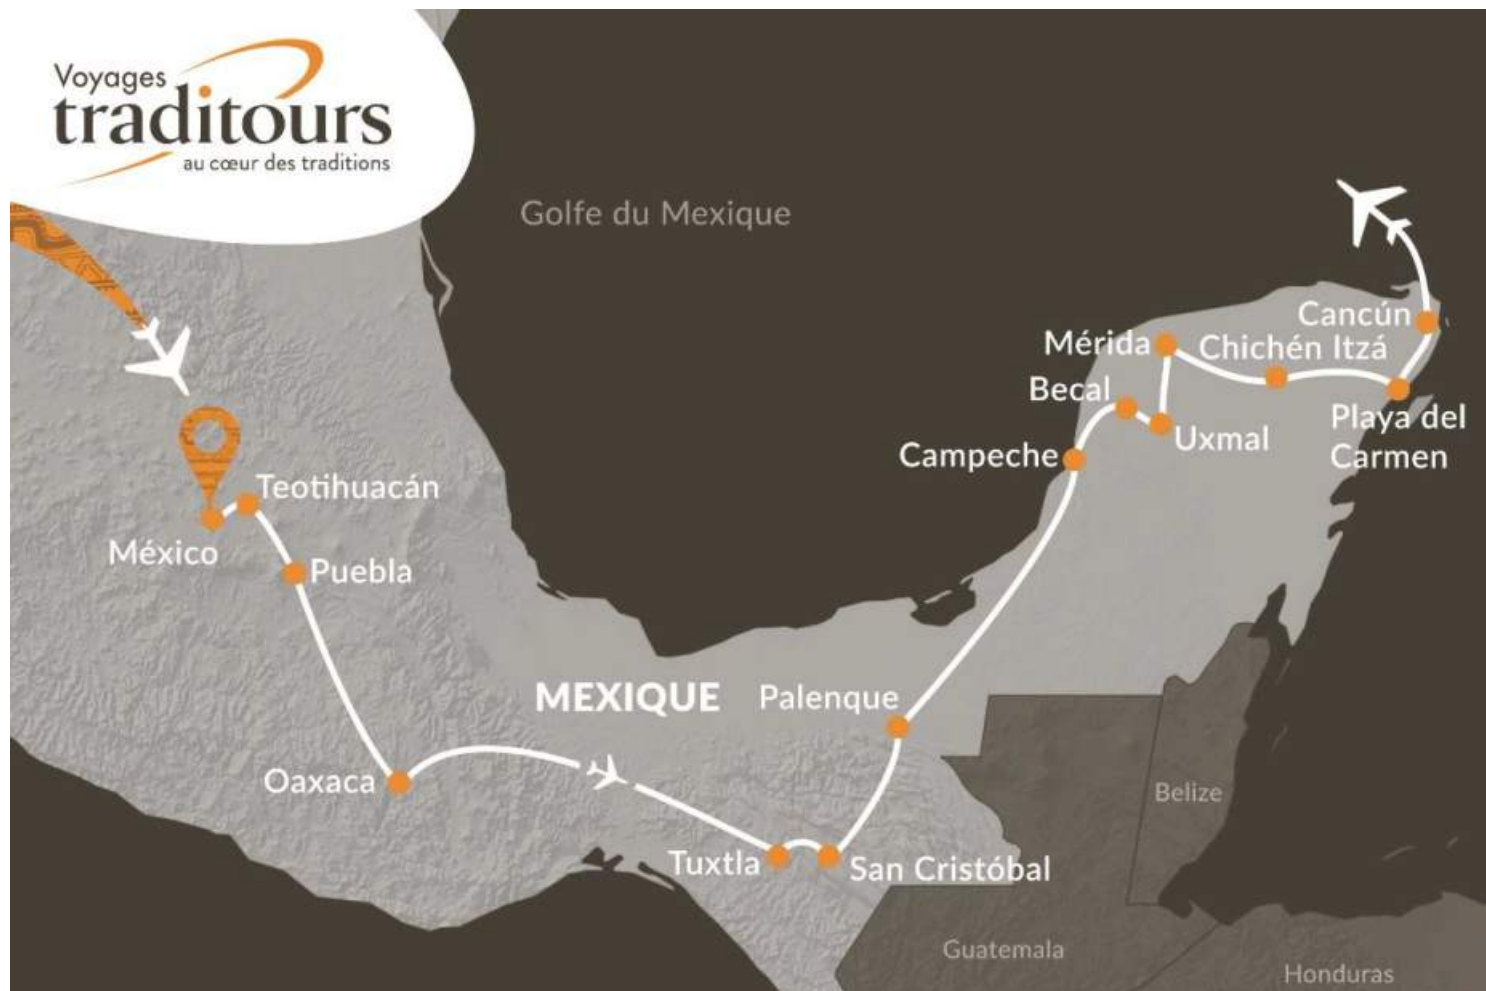 Voyages
traditours
au cœur des traditions
Golfe du Mexique
Cancún
Mérida
Chichén Itzá
Becal
Playa del
Carmen
Uxmal
Campeche
Teotihuacán
México
Puebla
MEXIQUE
Palenque
Oaxaca
Belize
Tuxtla
San Cristóbal
Guatemala
Honduras